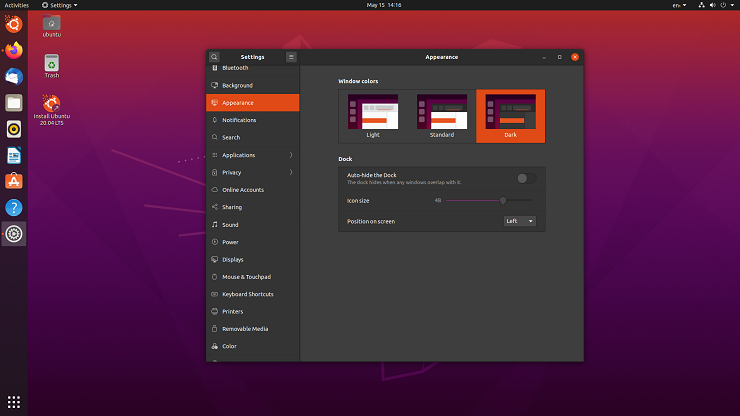 Activities
Settings
May 15 14:16
en
ubuntu
Trash
Install Ubuntu
20.04 LTS
Settings
Appearance
Bluetooth
Background
Appearance
Notifications
Search
Applications
Privacy
Online Accounts
Sharing
Sound
Power
Displays
Mouse & Touchpad
Keyboard Shortcuts
Printers
Removable Media
Color
Window colors
Light
Standard
Dark
Dock
Auto-hide the Dock
The dock hides when any windows overlap with it.
Icon size
48
Position on screen
Left